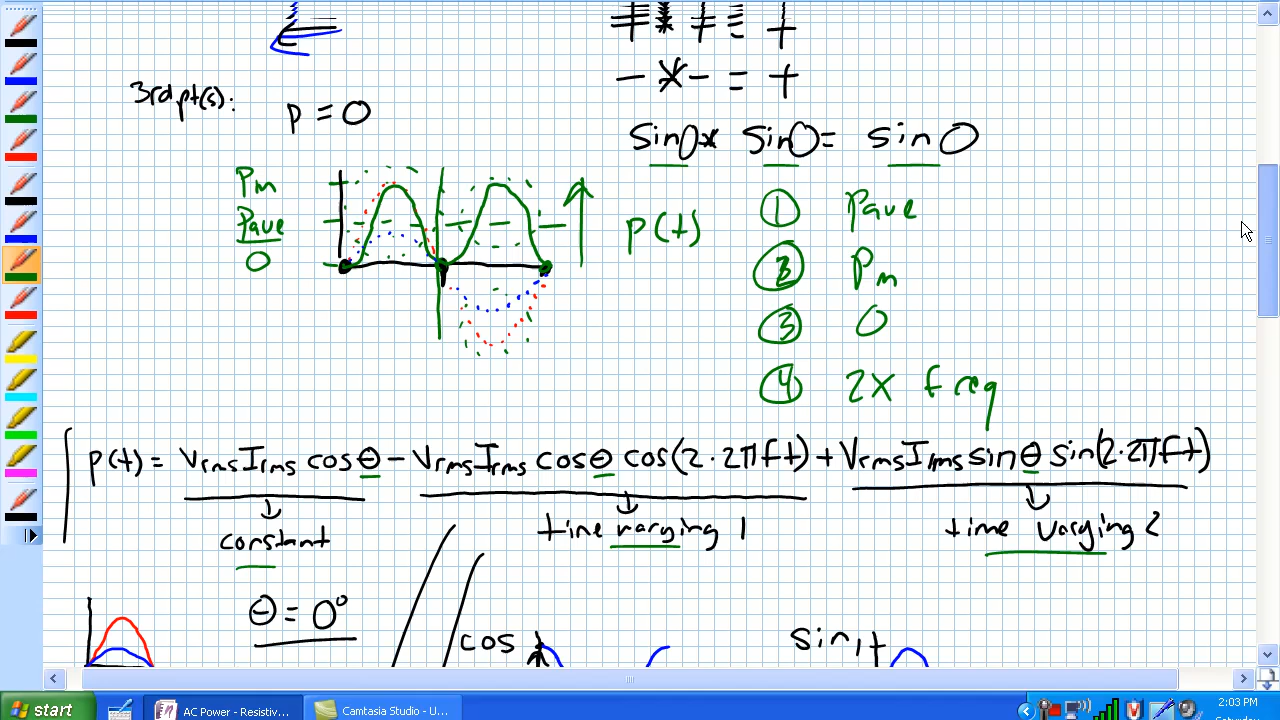 + * + = +
- * - = +
3rd pt(s): P = 0
sin() * sin() = sin()
Pm
Pave
0
p(t)
① Pave
② Pm
③ 0
④ 2X freq
p(t) = VrmsIrms cosθ - VrmsIrms cosθ cos(2·2πft) + VrmsIrms sinθ sin(2·2πft)
constant
time varying 1
time varying 2
θ = 0°
cos
sin
start
AC Power - Resistiv...
Camtasia Studio - U...
2:03 PM
Saturday